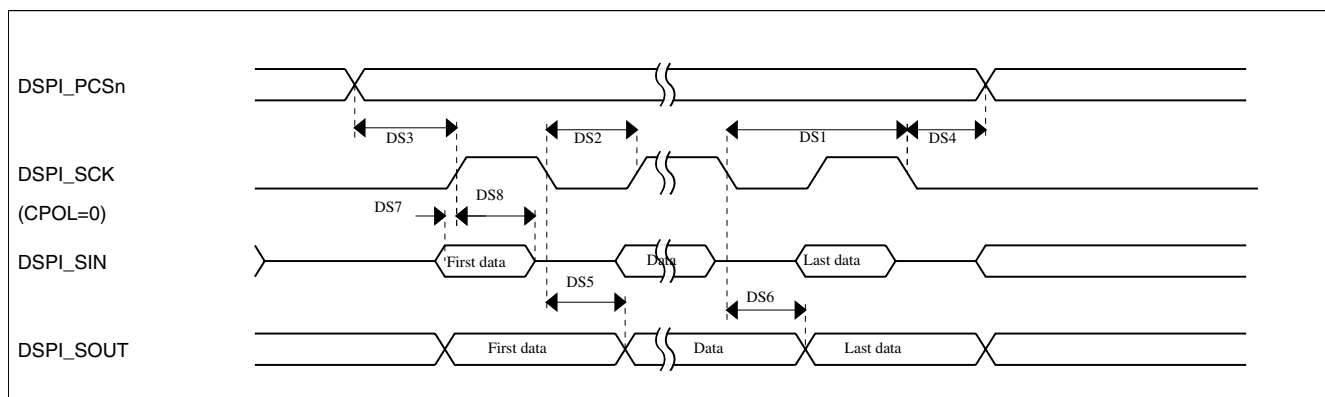 DSPI_PCSn
DS3
DS2
DS1
DS4
DSPI_SCK
(CPOL=0)
DS7
DS8
DSPI_SIN
First data
Data
Last data
DS5
DS6
DSPI_SOUT
First data
Data
Last data